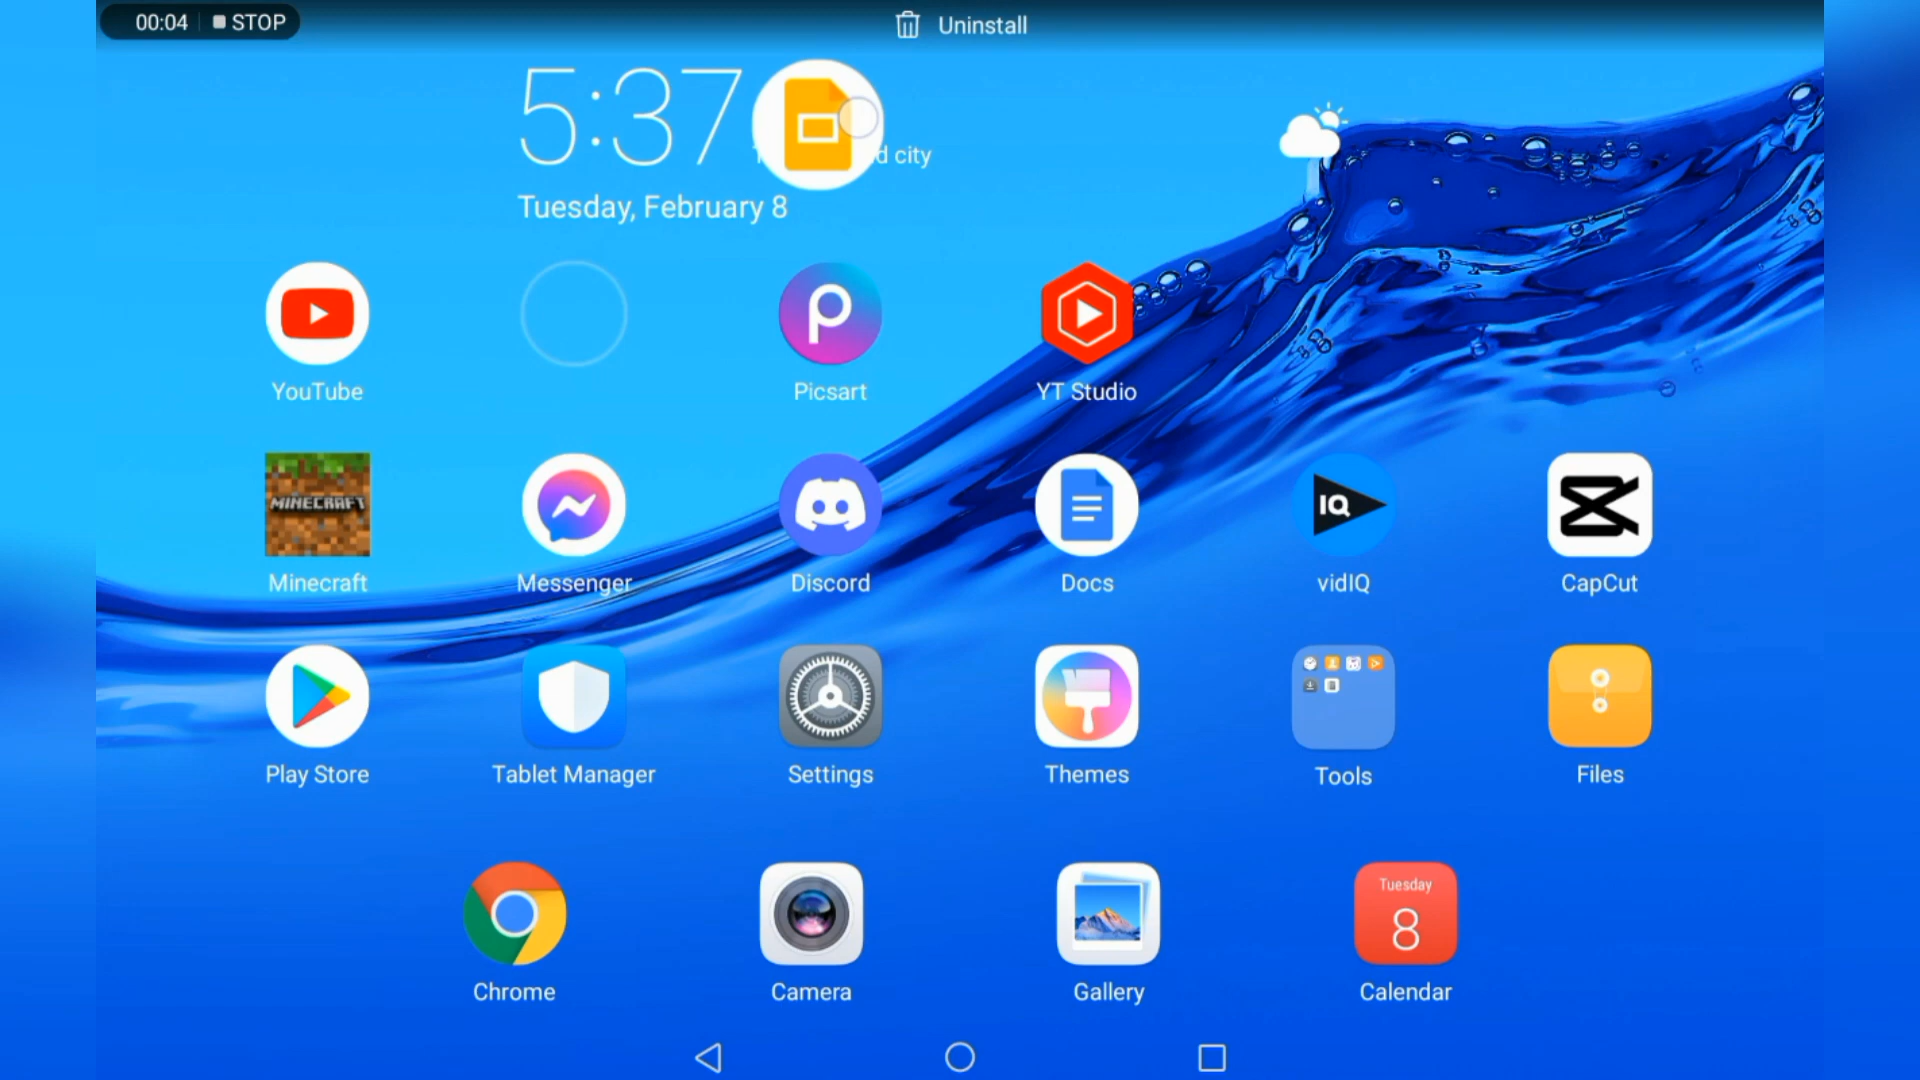 00:04 STOP
Uninstall
5:37
d city
Tuesday, February 8
YouTube
Picsart
YT Studio
MINECRAFT
IQ
Minecraft
Messenger
Discord
Docs
vidIQ
CapCut
Play Store
Tablet Manager
Settings
Themes
Tools
Files
Tuesday
8
Chrome
Camera
Gallery
Calendar